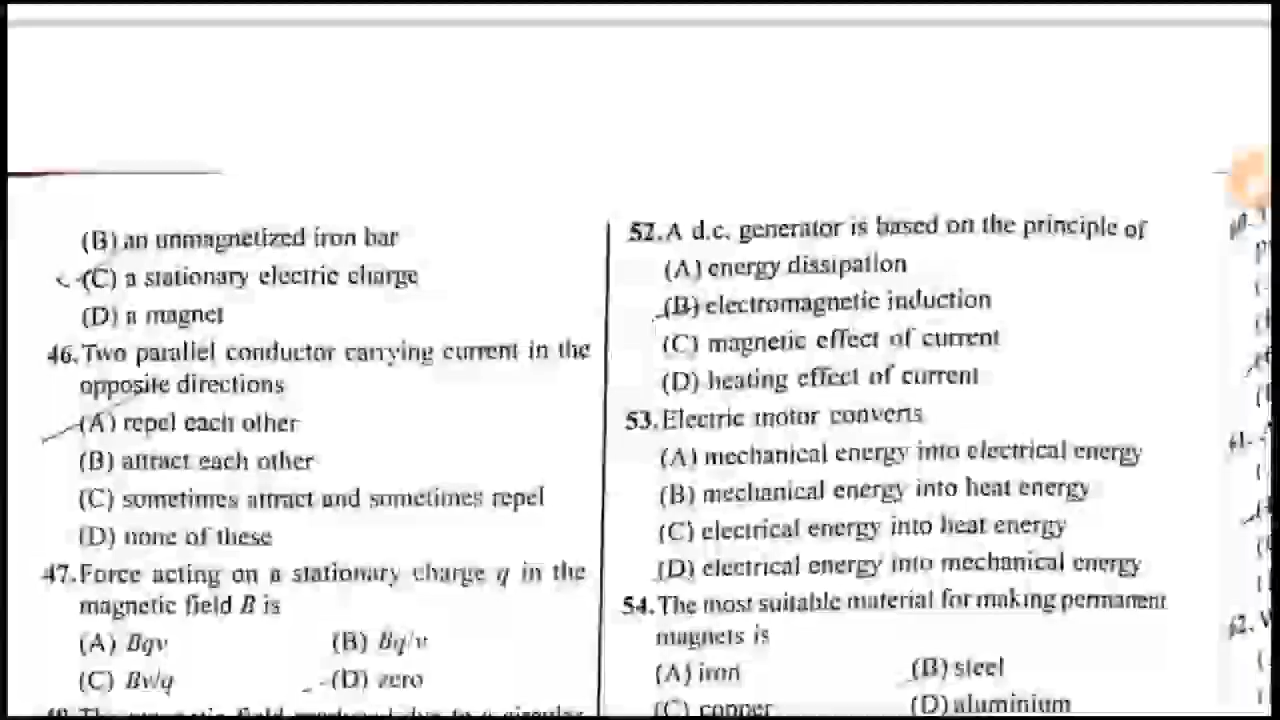 (B) an unmagnetized iron bar
(C) a stationary electric charge
(D) a magnet
46. Two parallel conductor carrying current in the
opposite directions
(A) repel each other
(B) attract each other
(C) sometimes attract and sometimes repel
(D) none of these
47. Force acting on a stationary charge q in the
magnetic field B is
(A) Bqv (B) Bq/v
(C) Bv/q (D) zero
52. A d.c. generator is based on the principle of
(A) energy dissipation
(B) electromagnetic induction
(C) magnetic effect of current
(D) heating effect of current
53. Electric motor converts
(A) mechanical energy into electrical energy
(B) mechanical energy into heat energy
(C) electrical energy into heat energy
(D) electrical energy into mechanical energy
54. The most suitable material for making permanent
magnets is
(A) iron (B) steel
(C) copper (D) aluminium